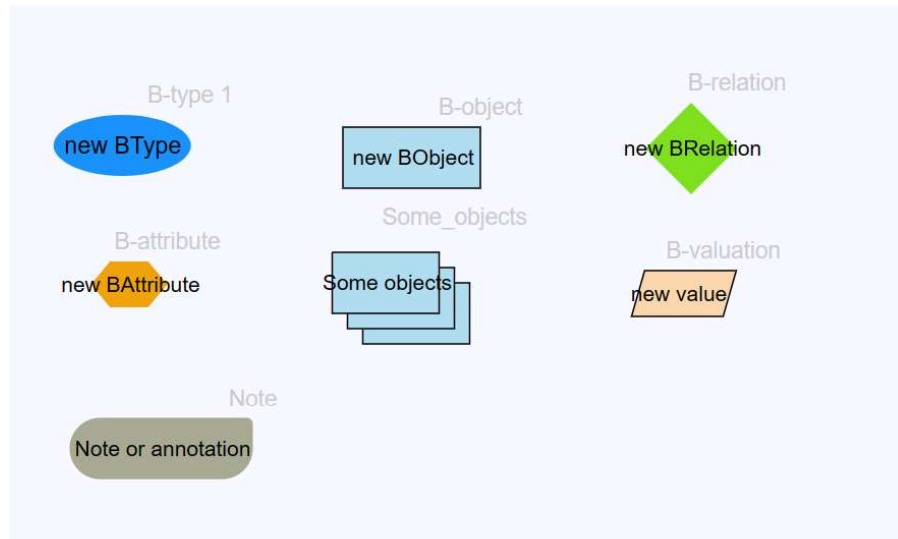 B-type 1
new BType
B-object
new BObject
B-relation
new BRelation
B-attribute
new BAttribute
Some_objects
Some objects
B-valuation
new value
Note
Note or annotation